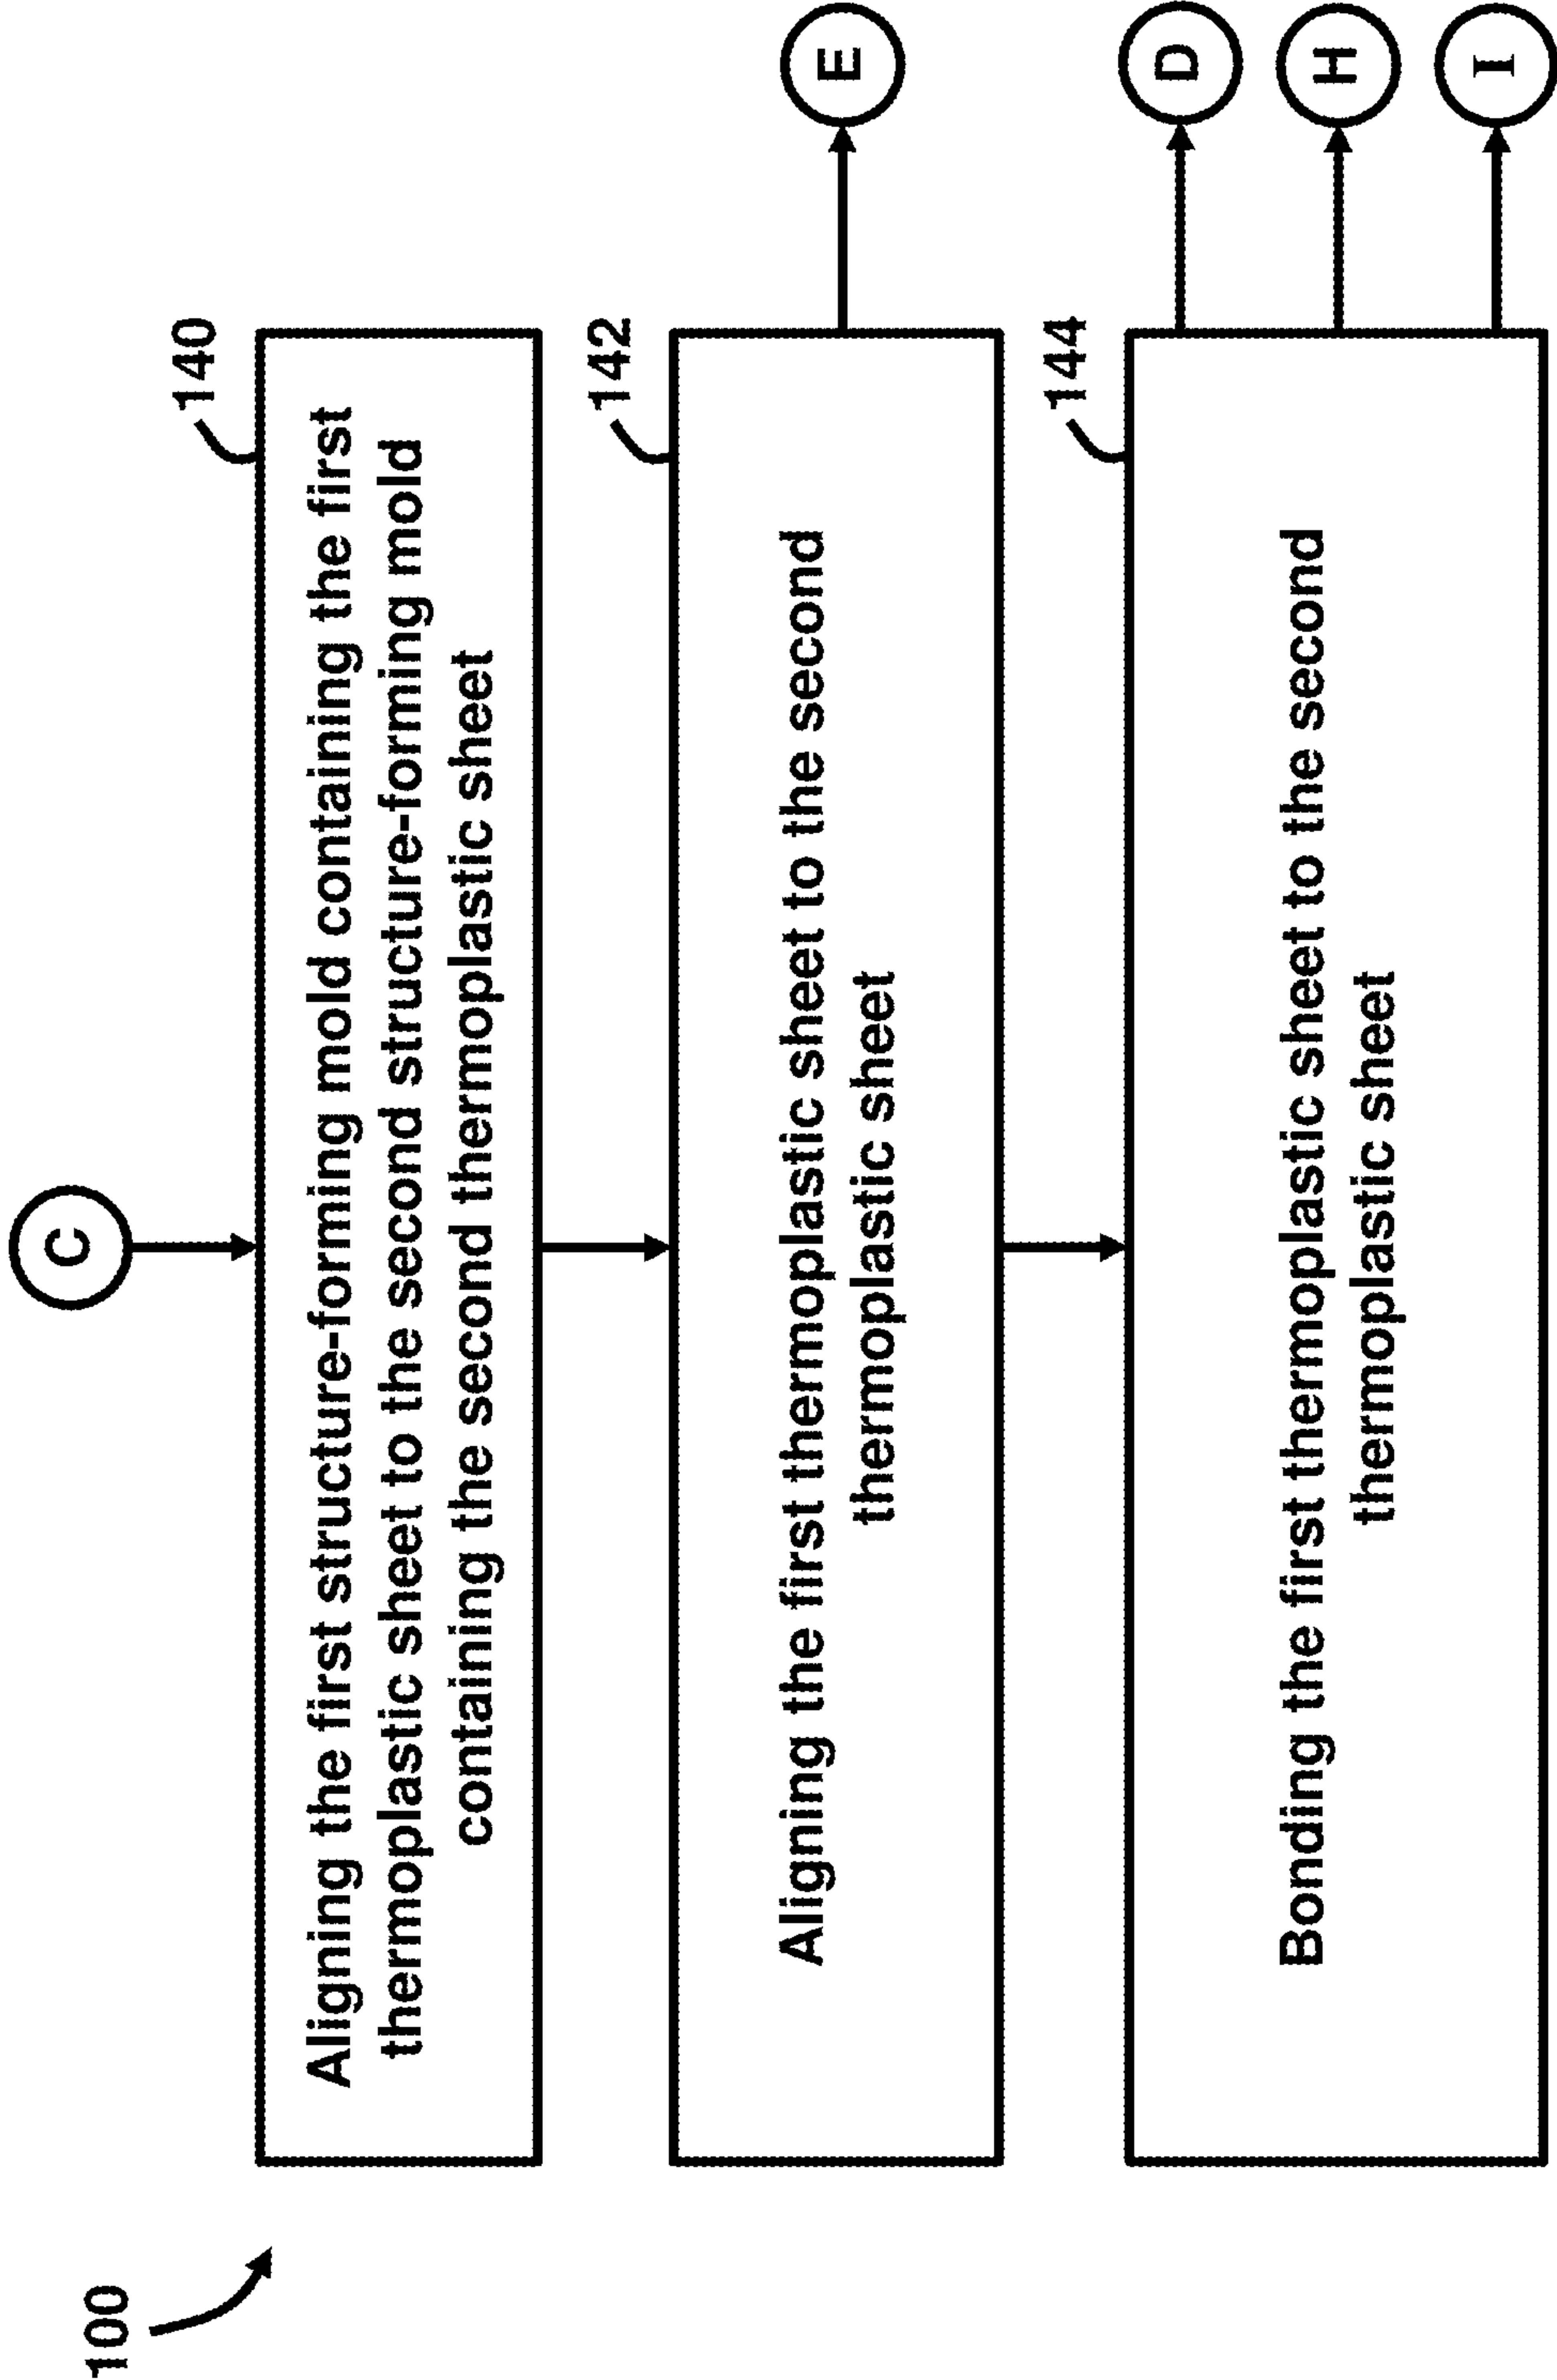 100
C
140
Aligning the first structure-forming mold containing the first
thermoplastic sheet to the second structure-forming mold
containing the second thermoplastic sheet
142
Aligning the first thermoplastic sheet to the second
thermoplastic sheet
E
144
Bonding the first thermoplastic sheet to the second
thermoplastic sheet
D
H
I